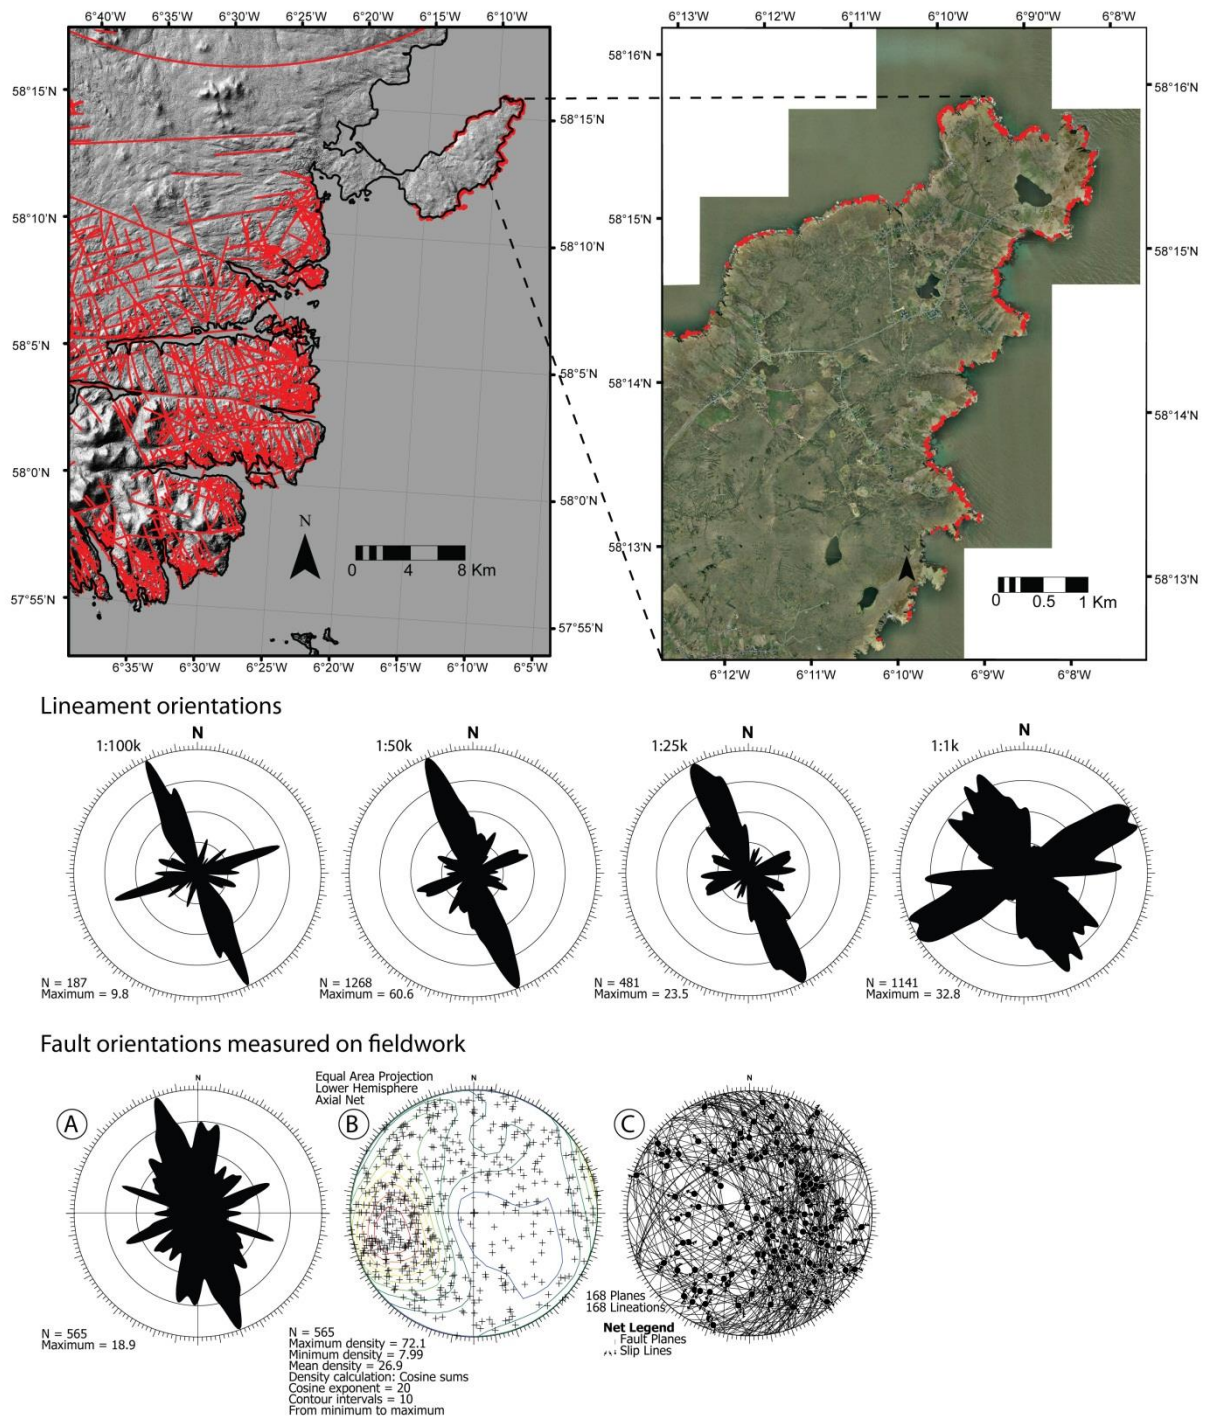 6°40'W 6°35'W 6°30'W 6°25'W 6°20'W 6°15'W 6°10'W
6°13'W 6°12'W 6°11'W 6°10'W 6°9'W 6°8'W
58°15'N
58°10'N
58°5'N
58°0'N
57°55'N
58°15'N
58°10'N
58°5'N
58°0'N
57°55'N
N
0 4 8 Km
6°35'W 6°30'W 6°25'W 6°20'W 6°15'W 6°10'W 6°5'W
58°16'N
58°15'N
58°14'N
58°13'N
58°16'N
58°15'N
58°14'N
58°13'N
0 0.5 1 Km
6°12'W 6°11'W 6°10'W 6°9'W 6°8'W
Lineament orientations
1:100k
N
N = 187
Maximum = 9.8
1:50k
N
N = 1268
Maximum = 60.6
1:25k
N
N = 481
Maximum = 23.5
1:1k
N
N = 1141
Maximum = 32.8
Fault orientations measured on fieldwork
A
N
N = 565
Maximum = 18.9
Equal Area Projection
Lower Hemisphere
Axial Net
B
N
N = 565
Maximum density = 72.1
Minimum density = 7.99
Mean density = 26.9
Density calculation: Cosine sums
Cosine exponent = 20
Contour intervals = 10
From minimum to maximum
C
N
168 Planes
168 Lineations
Net Legend
Fault Planes
Slip Lines